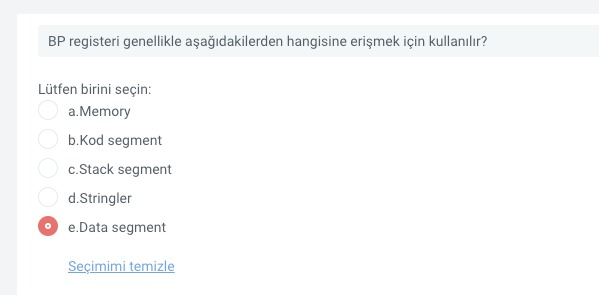 BP registeri genellikle aşağıdakilerden hangisine erişmek için kullanılır?
Lütfen birini seçin:
a.Memory
b.Kod segment
c.Stack segment
d.Stringler
e.Data segment
Seçimimi temizle